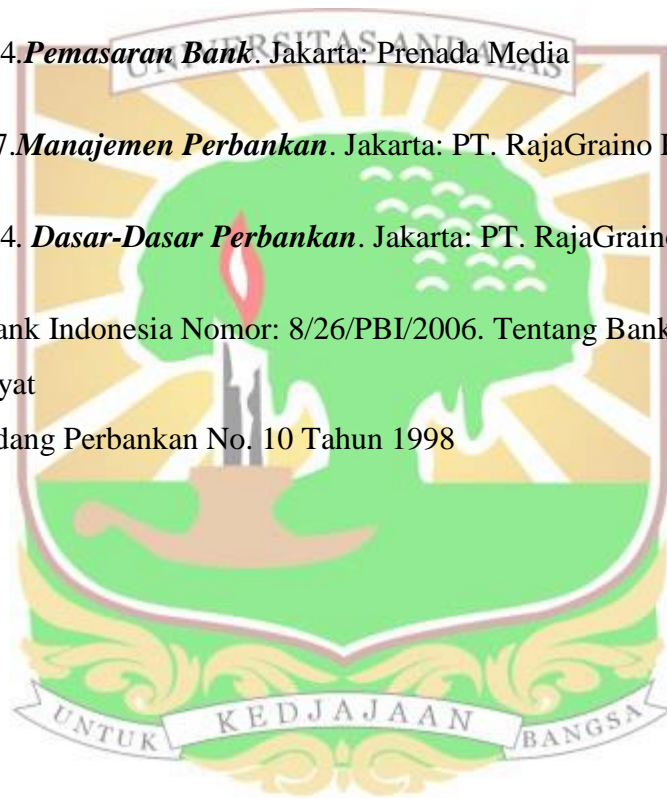 4.Pemasaran Bank. Jakarta: Prenada Media
UNIVERSITAS ANDALAS
7.Manajemen Perbankan. Jakarta: PT. RajaGraino
4. Dasar-Dasar Perbankan. Jakarta: PT. RajaGraino
ank Indonesia Nomor: 8/26/PBI/2006. Tentang Bank
yat
dang Perbankan No. 10 Tahun 1998
UNTUK KEDJAJAAN BANGSA